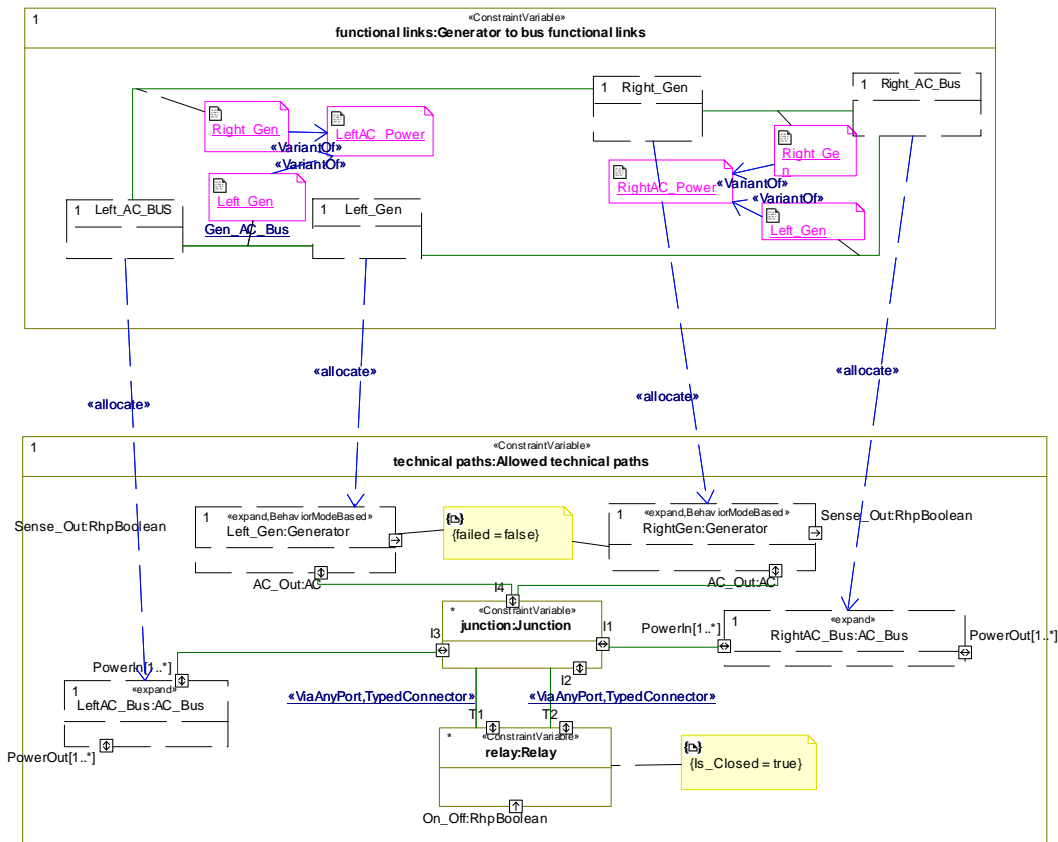 1
«ConstraintVariable»
functional links:Generator to bus functional links
1 Right_Gen
1 Right_AC_Bus
Right_Gen
LeftAC_Power
«VariantOf»
«VariantOf»
Right_Ge
n
RightAC_Power
«VariantOf»
«VariantOf»
Left_Gen
1 Left_AC_BUS
1 Left_Gen
Gen_AC_Bus
Left_Gen
«allocate»
«allocate»
«allocate»
«allocate»
1
«ConstraintVariable»
technical paths:Allowed technical paths
Sense_Out:RhpBoolean
1 «expand,BehaviorModeBased»
Left_Gen:Generator
{failed = false}
1 «expand,BehaviorModeBased»
RightGen:Generator
Sense_Out:RhpBoolean
AC_Out:AC
AC_Out:AC
I4
* «ConstraintVariable»
junction:Junction
I3
I1
I2
PowerIn[1..*]
1 «expand»
RightAC_Bus:AC_Bus
PowerOut[1..*]
PowerIn[1..*]
1 «expand»
LeftAC_Bus:AC_Bus
PowerOut[1..*]
«ViaAnyPort,TypedConnector»
«ViaAnyPort,TypedConnector»
T1
T2
* «ConstraintVariable»
relay:Relay
{Is_Closed = true}
On_Off:RhpBoolean